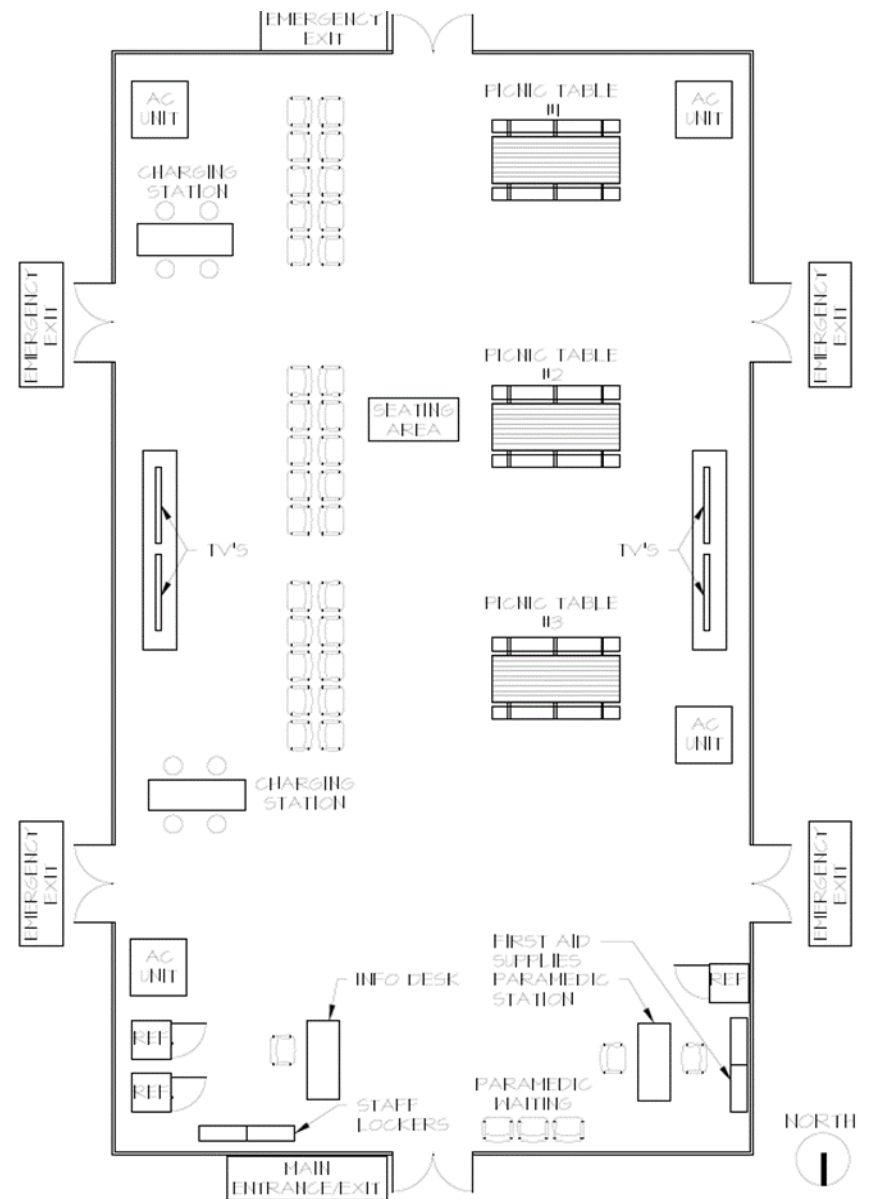 EMERGENCY
EXIT
AC
UNIT
PICNIC TABLE
#1
AC
UNIT
CHARGING
STATION
EMERGENCY
EXIT
EMERGENCY
EXIT
PICNIC TABLE
#2
SEATING
AREA
TV'S
TV'S
PICNIC TABLE
#3
AC
UNIT
CHARGING
STATION
EMERGENCY
EXIT
EMERGENCY
EXIT
AC
UNIT
INFO DESK
FIRST AID
SUPPLIES
PARAMEDIC
STATION
REF
REF
REF
PARAMEDIC
WAITING
STAFF
LOCKERS
MAIN
ENTRANCE/EXIT
NORTH